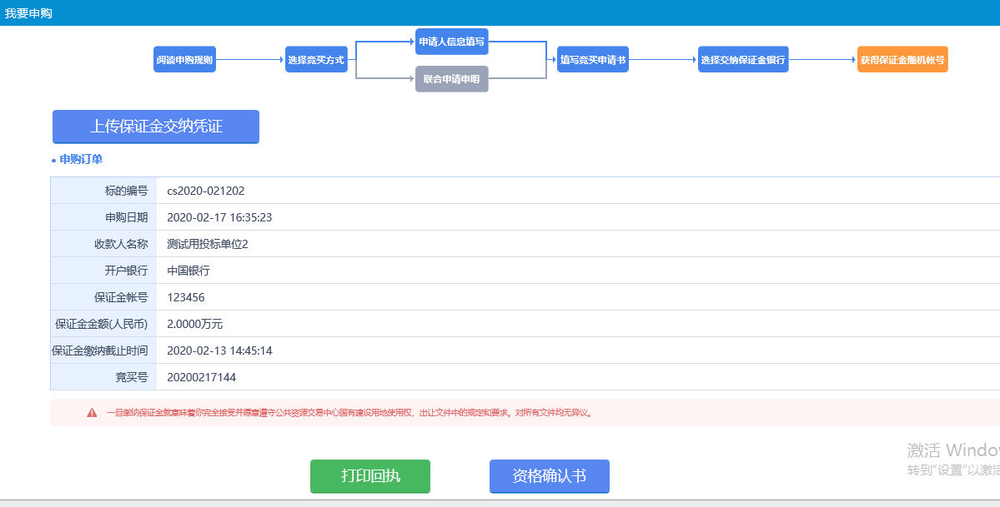 我要申购
阅读申购规则
选择竞买方式
申请人信息填写
联合申请申明
填写竞买申请书
选择交纳保证金银行
获得保证金随机帐号
上传保证金交纳凭证
申购订单
标的编号 cs2020-021202
申购日期 2020-02-17 16:35:23
收款人名称 测试用投标单位2
开户银行 中国银行
保证金帐号 123456
保证金金额(人民币) 2.0000万元
保证金缴纳截止时间 2020-02-13 14:45:14
竞买号 20200217144
一旦缴纳保证金就意味着你完全接受并愿意遵守公共资源交易中心国有建设用地使用权，出让文件中的规定和要求。对所有文件均无异议。
激活 Windov
转到"设置"以激活
打印回执 资格确认书